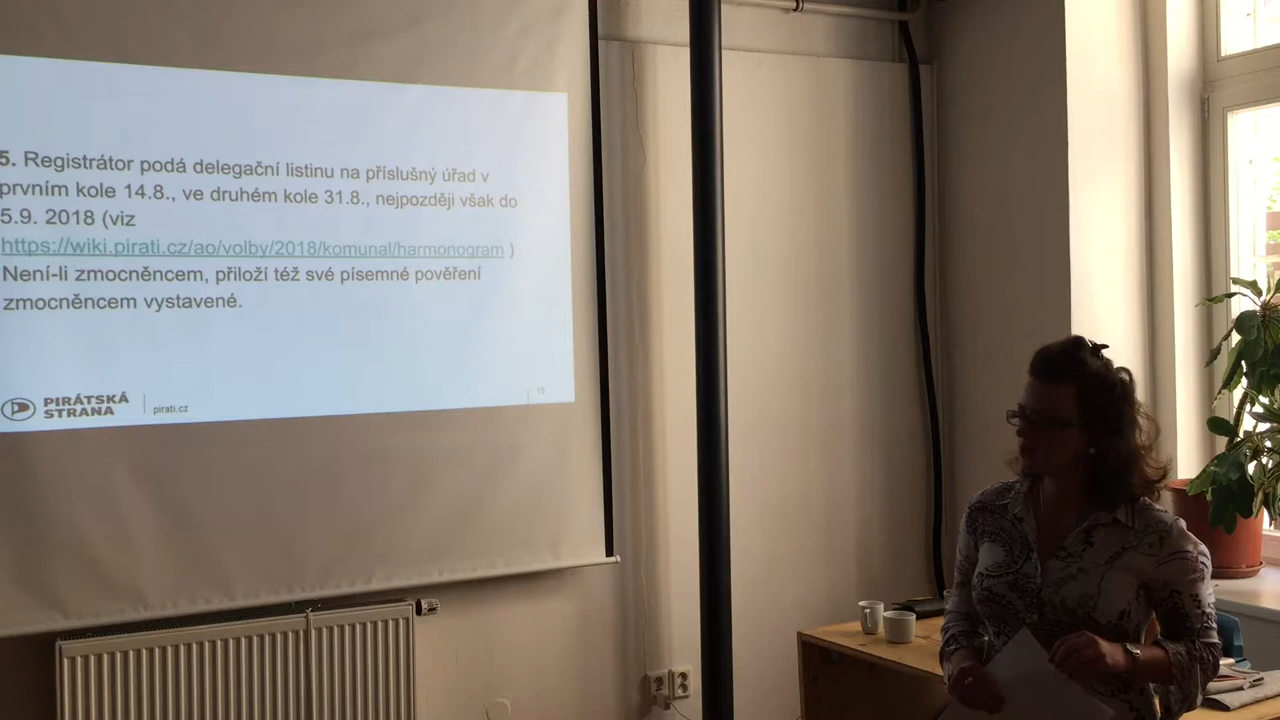 5. Registrátor podá delegační listinu na příslušný úřad v
prvním kole 14.8., ve druhém kole 31.8., nejpozději však do
5.9. 2018 (viz
https://wiki.pirati.cz/ao/volby/2018/komunal/harmonogram )
Není-li zmocněncem, přiloží též své písemné pověření
zmocněncem vystavené.
PIRÁTSKÁ
STRANA
pirati.cz
15